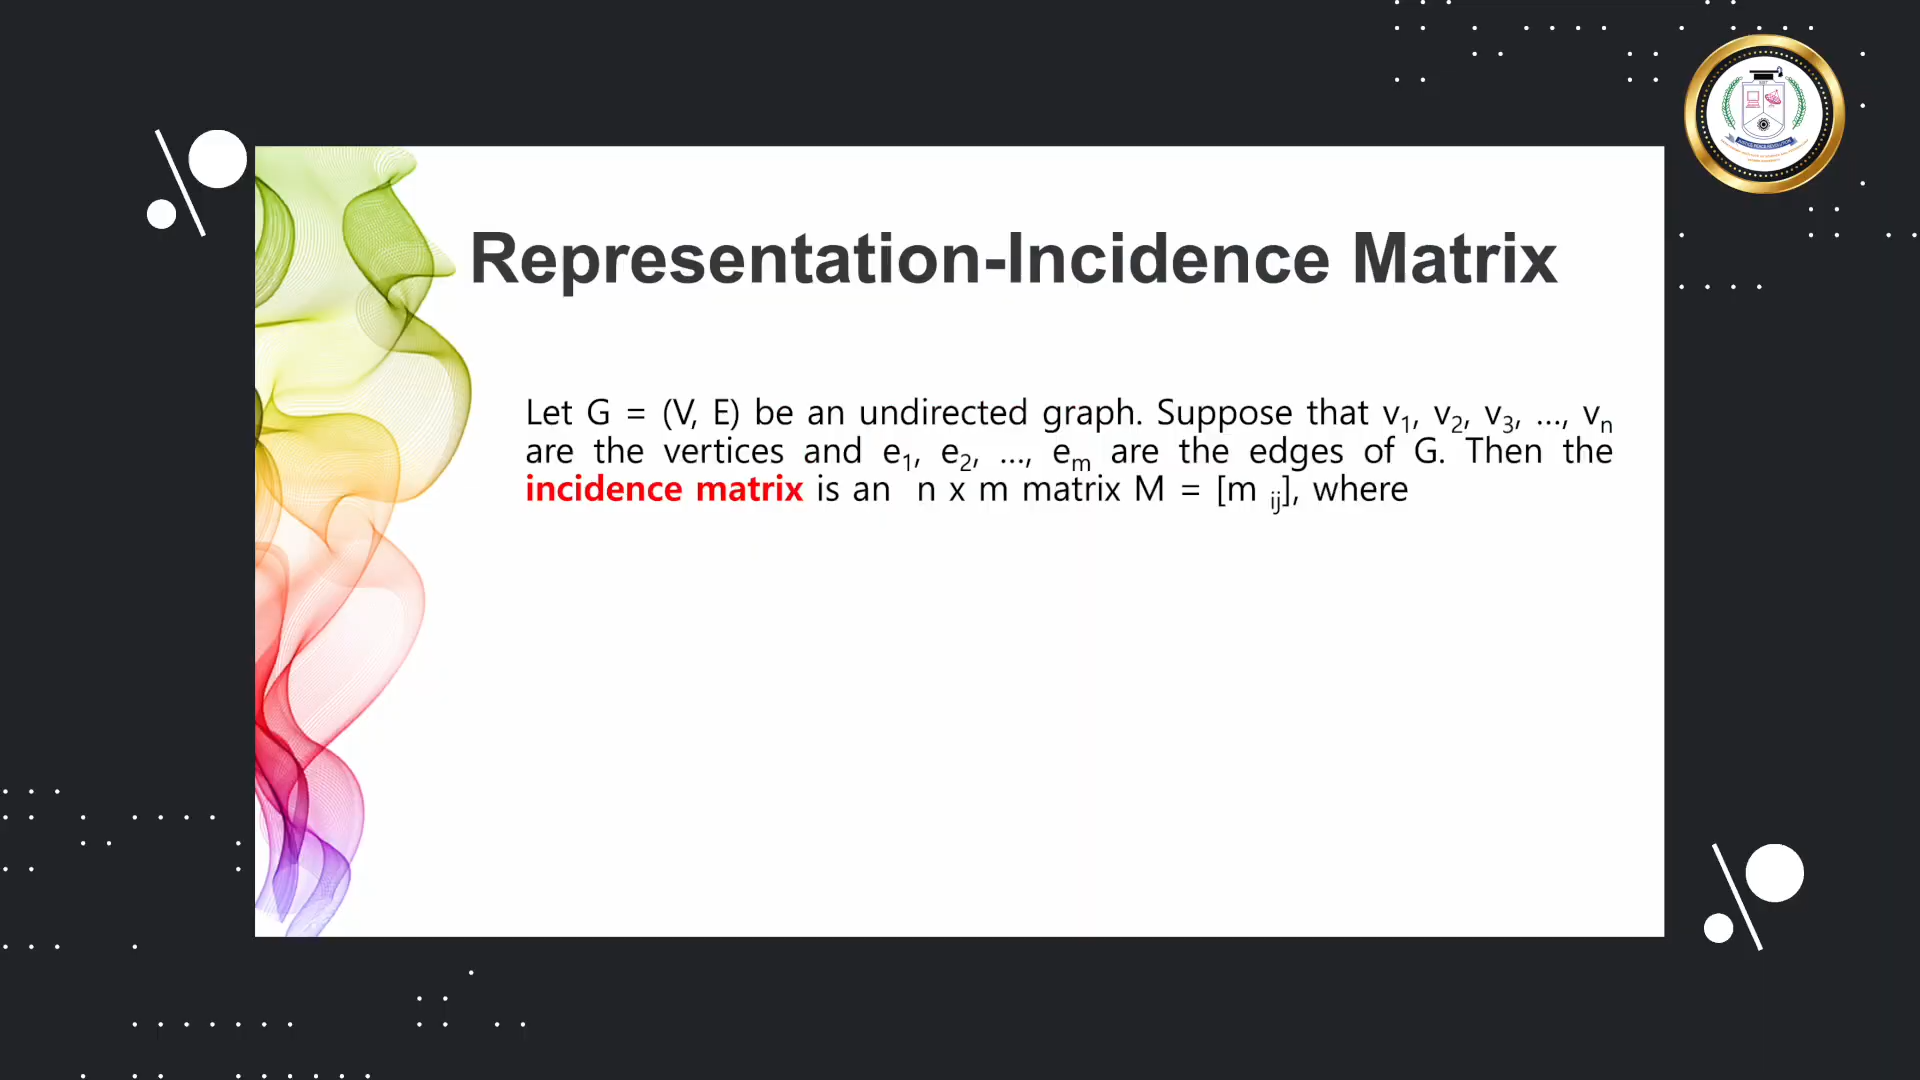 Representation-Incidence Matrix
Let G = (V, E) be an undirected graph. Suppose that v₁, v₂, v₃, …, vₙ
are the vertices and e₁, e₂, …, eₘ are the edges of G. Then the
incidence matrix is an n x m matrix M = [m ᵢⱼ], where